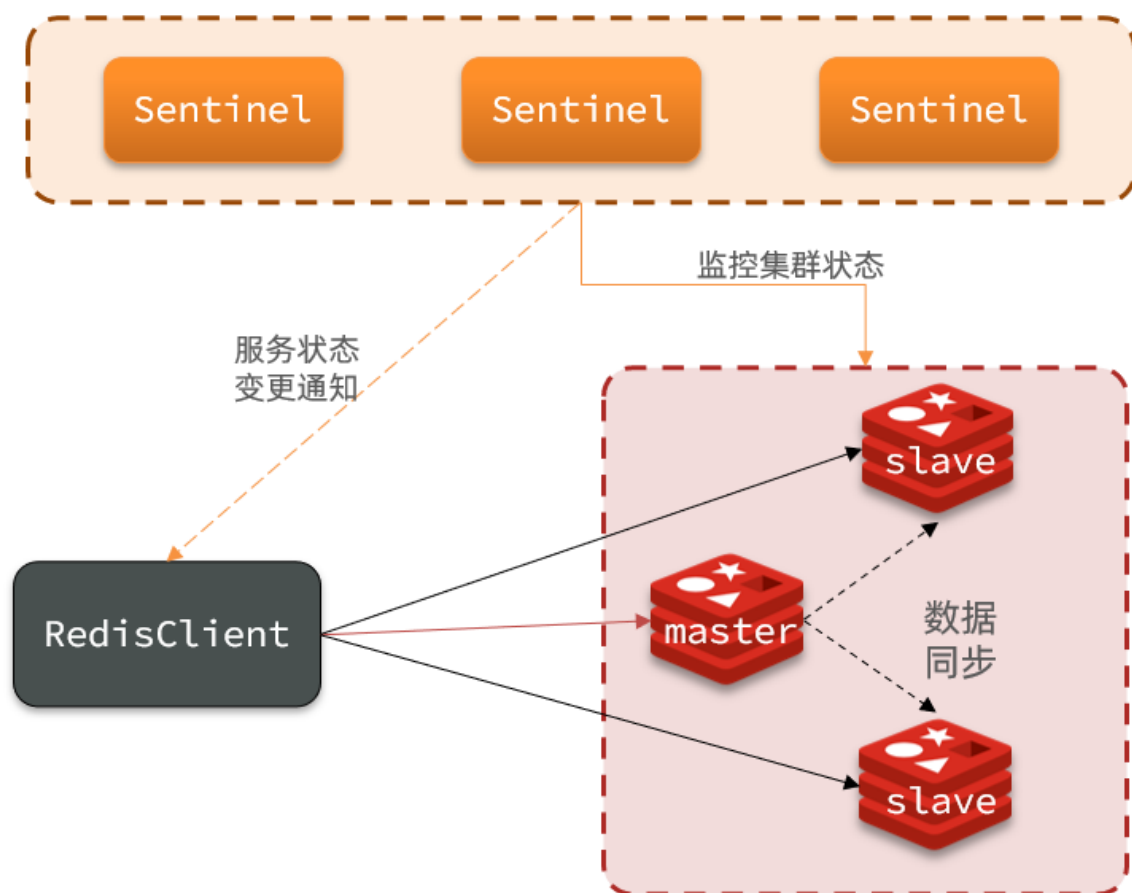 Sentinel
Sentinel
Sentinel
监控集群状态
服务状态
变更通知
slave
RedisClient
master
数据
同步
slave